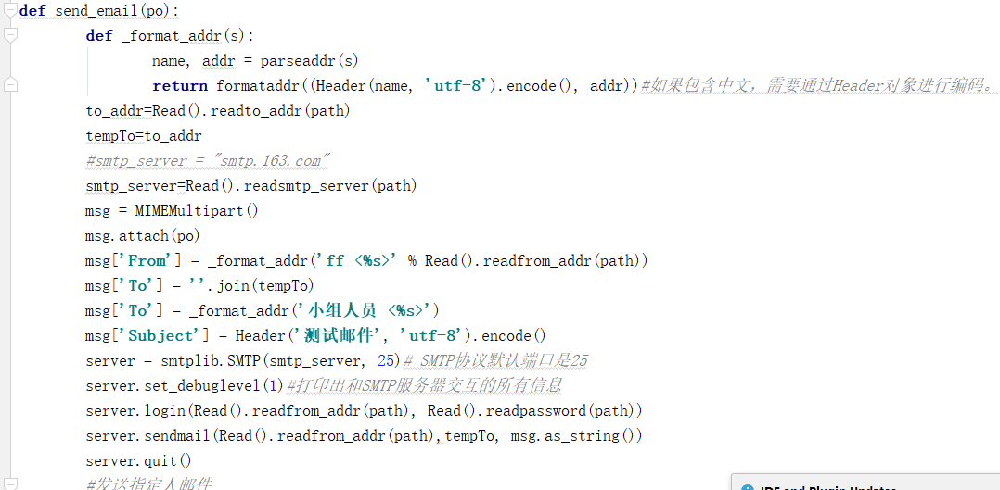 def send_email(po):
def _format_addr(s):
name, addr = parseaddr(s)
return formataddr((Header(name, 'utf-8').encode(), addr))#如果包含中文，需要通过Header对象进行编码。
to_addr=Read().readto_addr(path)
tempTo=to_addr
#smtp_server = "smtp.163.com"
smtp_server=Read().readsmtp_server(path)
msg = MIMEMultipart()
msg.attach(po)
msg['From'] = _format_addr('ff <%s>' % Read().readfrom_addr(path))
msg['To'] = ''.join(tempTo)
msg['To'] = _format_addr('小组人员 <%s>')
msg['Subject'] = Header('测试邮件', 'utf-8').encode()
server = smtplib.SMTP(smtp_server, 25)# SMTP协议默认端口是25
server.set_debuglevel(1)#打印出和SMTP服务器交互的所有信息
server.login(Read().readfrom_addr(path), Read().readpassword(path))
server.sendmail(Read().readfrom_addr(path),tempTo, msg.as_string())
server.quit()
#发送指定人邮件
IDE and Plugin Updates